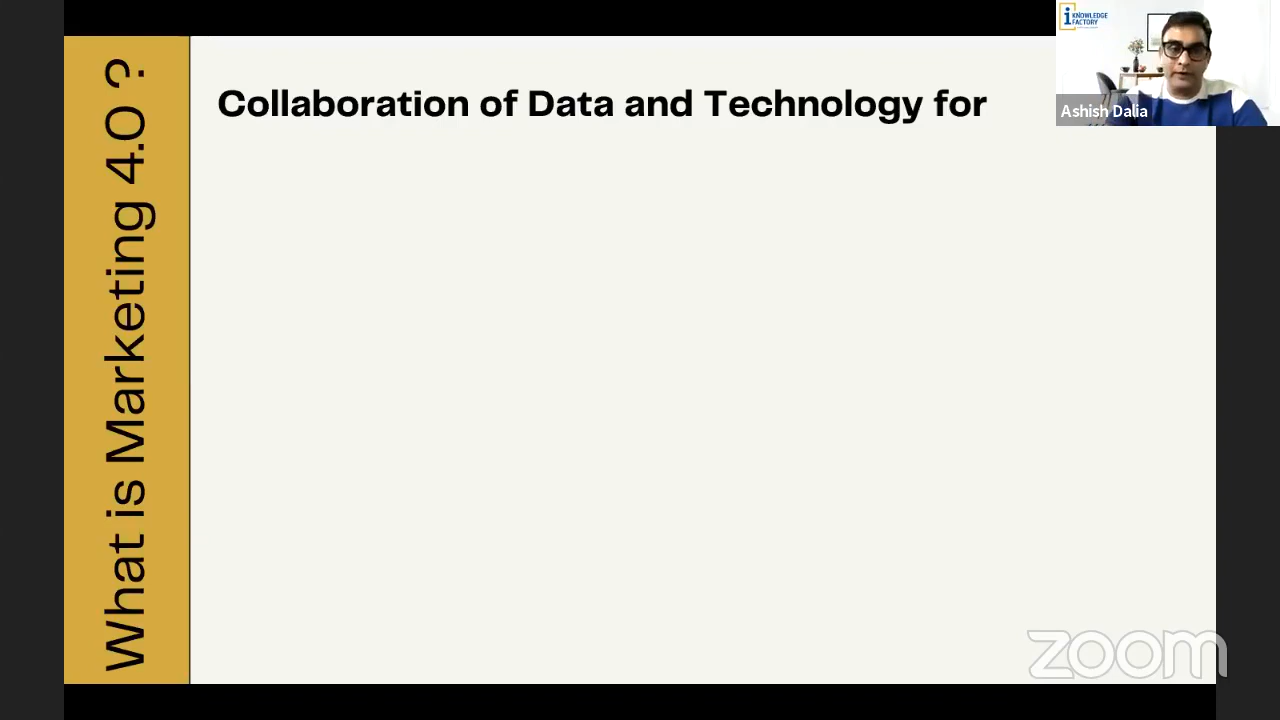 What is Marketing 4.0 ?
Collaboration of Data and Technology for
i KNOWLEDGE
FACTORY
Ashish Dalia
zoom